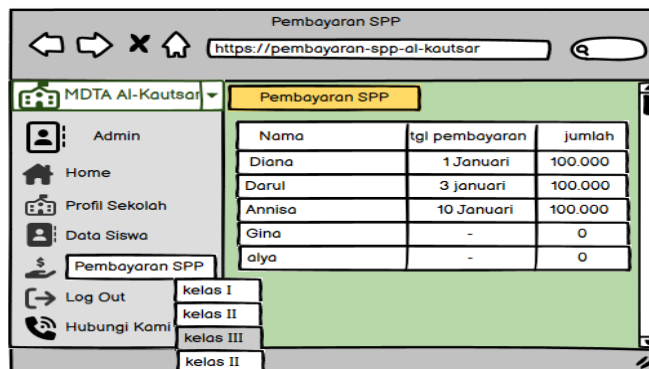 Pembayaran SPP
https://pembayaran-spp-al-kautsar
MDTA Al-Kautsar
Pembayaran SPP
Admin
Home
Profil Sekolah
Data Siswa
Pembayaran SPP
Log Out
Hubungi Kami
kelas I
kelas II
kelas III
kelas II
Nama tgl pembayaran jumlah
Diana 1 Januari 100.000
Darul 3 januari 100.000
Annisa 10 Januari 100.000
Gina - 0
alya - 0